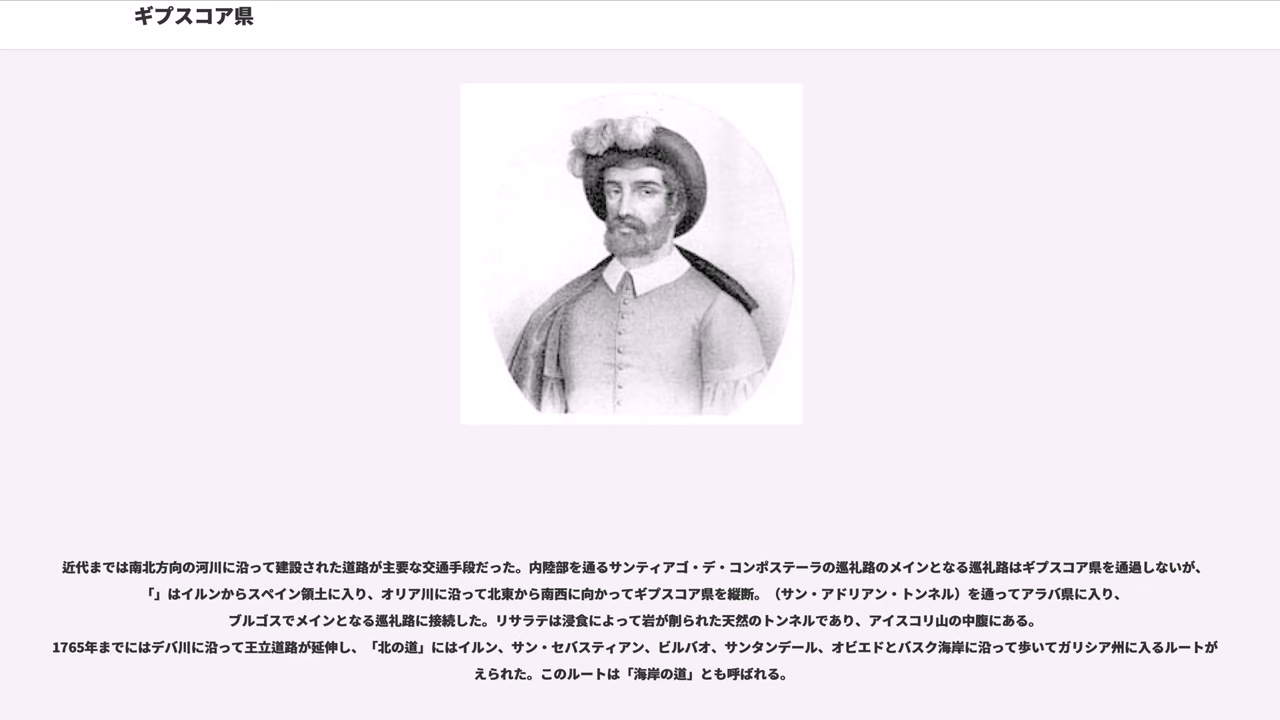 ギプスコア県
近代までは南北方向の河川に沿って建設された道路が主要な交通手段だった。内陸部を通るサンティアゴ・デ・コンポステーラの巡礼路のメインとなる巡礼路はギプスコア県を通過しないが、
「」はイルンからスペイン領土に入り、オリア川に沿って北東から南西に向かってギプスコア県を縦断。（サン・アドリアン・トンネル）を通ってアラバ県に入り、
ブルゴスでメインとなる巡礼路に接続した。リサラテは浸食によって岩が削られた天然のトンネルであり、アイスコリ山の中腹にある。
1765年までにはデバ川に沿って王立道路が延伸し、「北の道」にはイルン、サン・セバスティアン、ビルバオ、サンタンデール、オビエドとバスク海岸に沿って歩いてガリシア州に入るルートが
えられた。このルートは「海岸の道」とも呼ばれる。